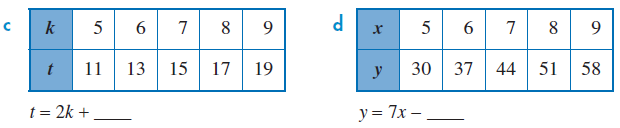 c k 5 6 7 8 9
t 11 13 15 17 19
t = 2k + ____
d x 5 6 7 8 9
y 30 37 44 51 58
y = 7x – ____